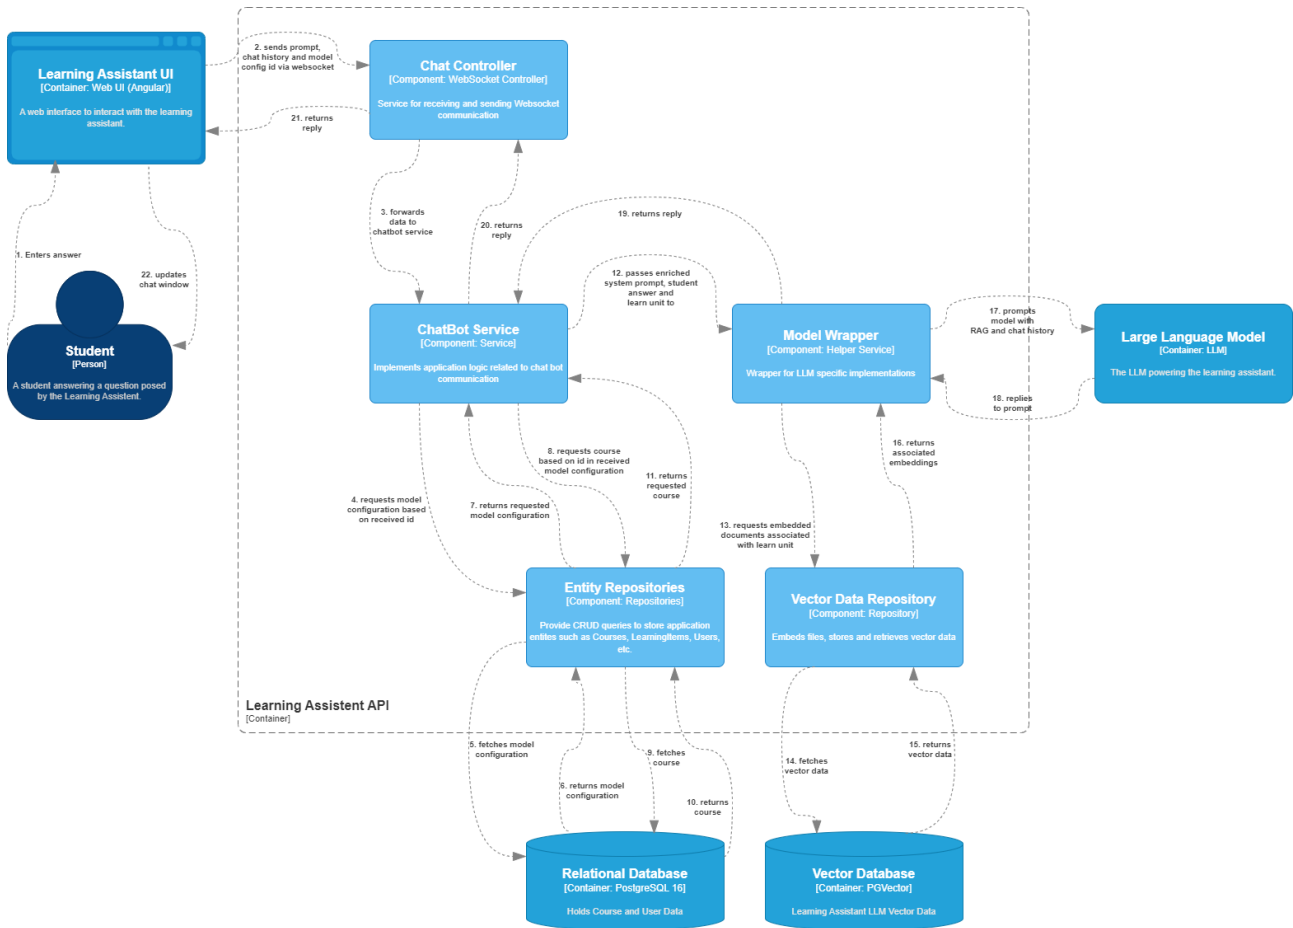 Learning Assistant UI
[Container: Web UI (Angular)]
A web interface to interact with the learning
assistant.
2. sends prompt,
chat history and model
config id via websocket
21. returns
reply
Chat Controller
[Component: WebSocket Controller]
Service for receiving and sending Websocket
communication
1. Enters answer
22. updates
chat window
Student
[Person]
A student answering a question posed
by the Learning Assistent.
3. forwards
data to
chatbot service
20. returns
reply
19. returns reply
12. passes enriched
system prompt, student
answer and
learn unit to
ChatBot Service
[Component: Service]
Implements application logic related to chat bot
communication
Model Wrapper
[Component: Helper Service]
Wrapper for LLM specific implementations
17. prompts
model with
RAG and chat history
18. replies
to prompt
Large Language Model
[Container: LLM]
The LLM powering the learning assistant.
4. requests model
configuration based
on received id
7. returns requested
model configuration
8. requests course
based on id in received
model configuration
11. returns
requested
course
13. requests embedded
documents associated
with learn unit
16. returns
associated
embeddings
Entity Repositories
[Component: Repositories]
Provide CRUD queries to store application
entites such as Courses, LearningItems, Users,
etc.
Vector Data Repository
[Component: Repository]
Embeds files, stores and retrieves vector data
Learning Assistent API
[Container]
5. fetches model
configuration
6. returns model
configuration
9. fetches
course
10. returns
course
14. fetches
vector data
15. returns
vector data
Relational Database
[Container: PostgreSQL 16]
Holds Course and User Data
Vector Database
[Container: PGVector]
Learning Assistant LLM Vector Data